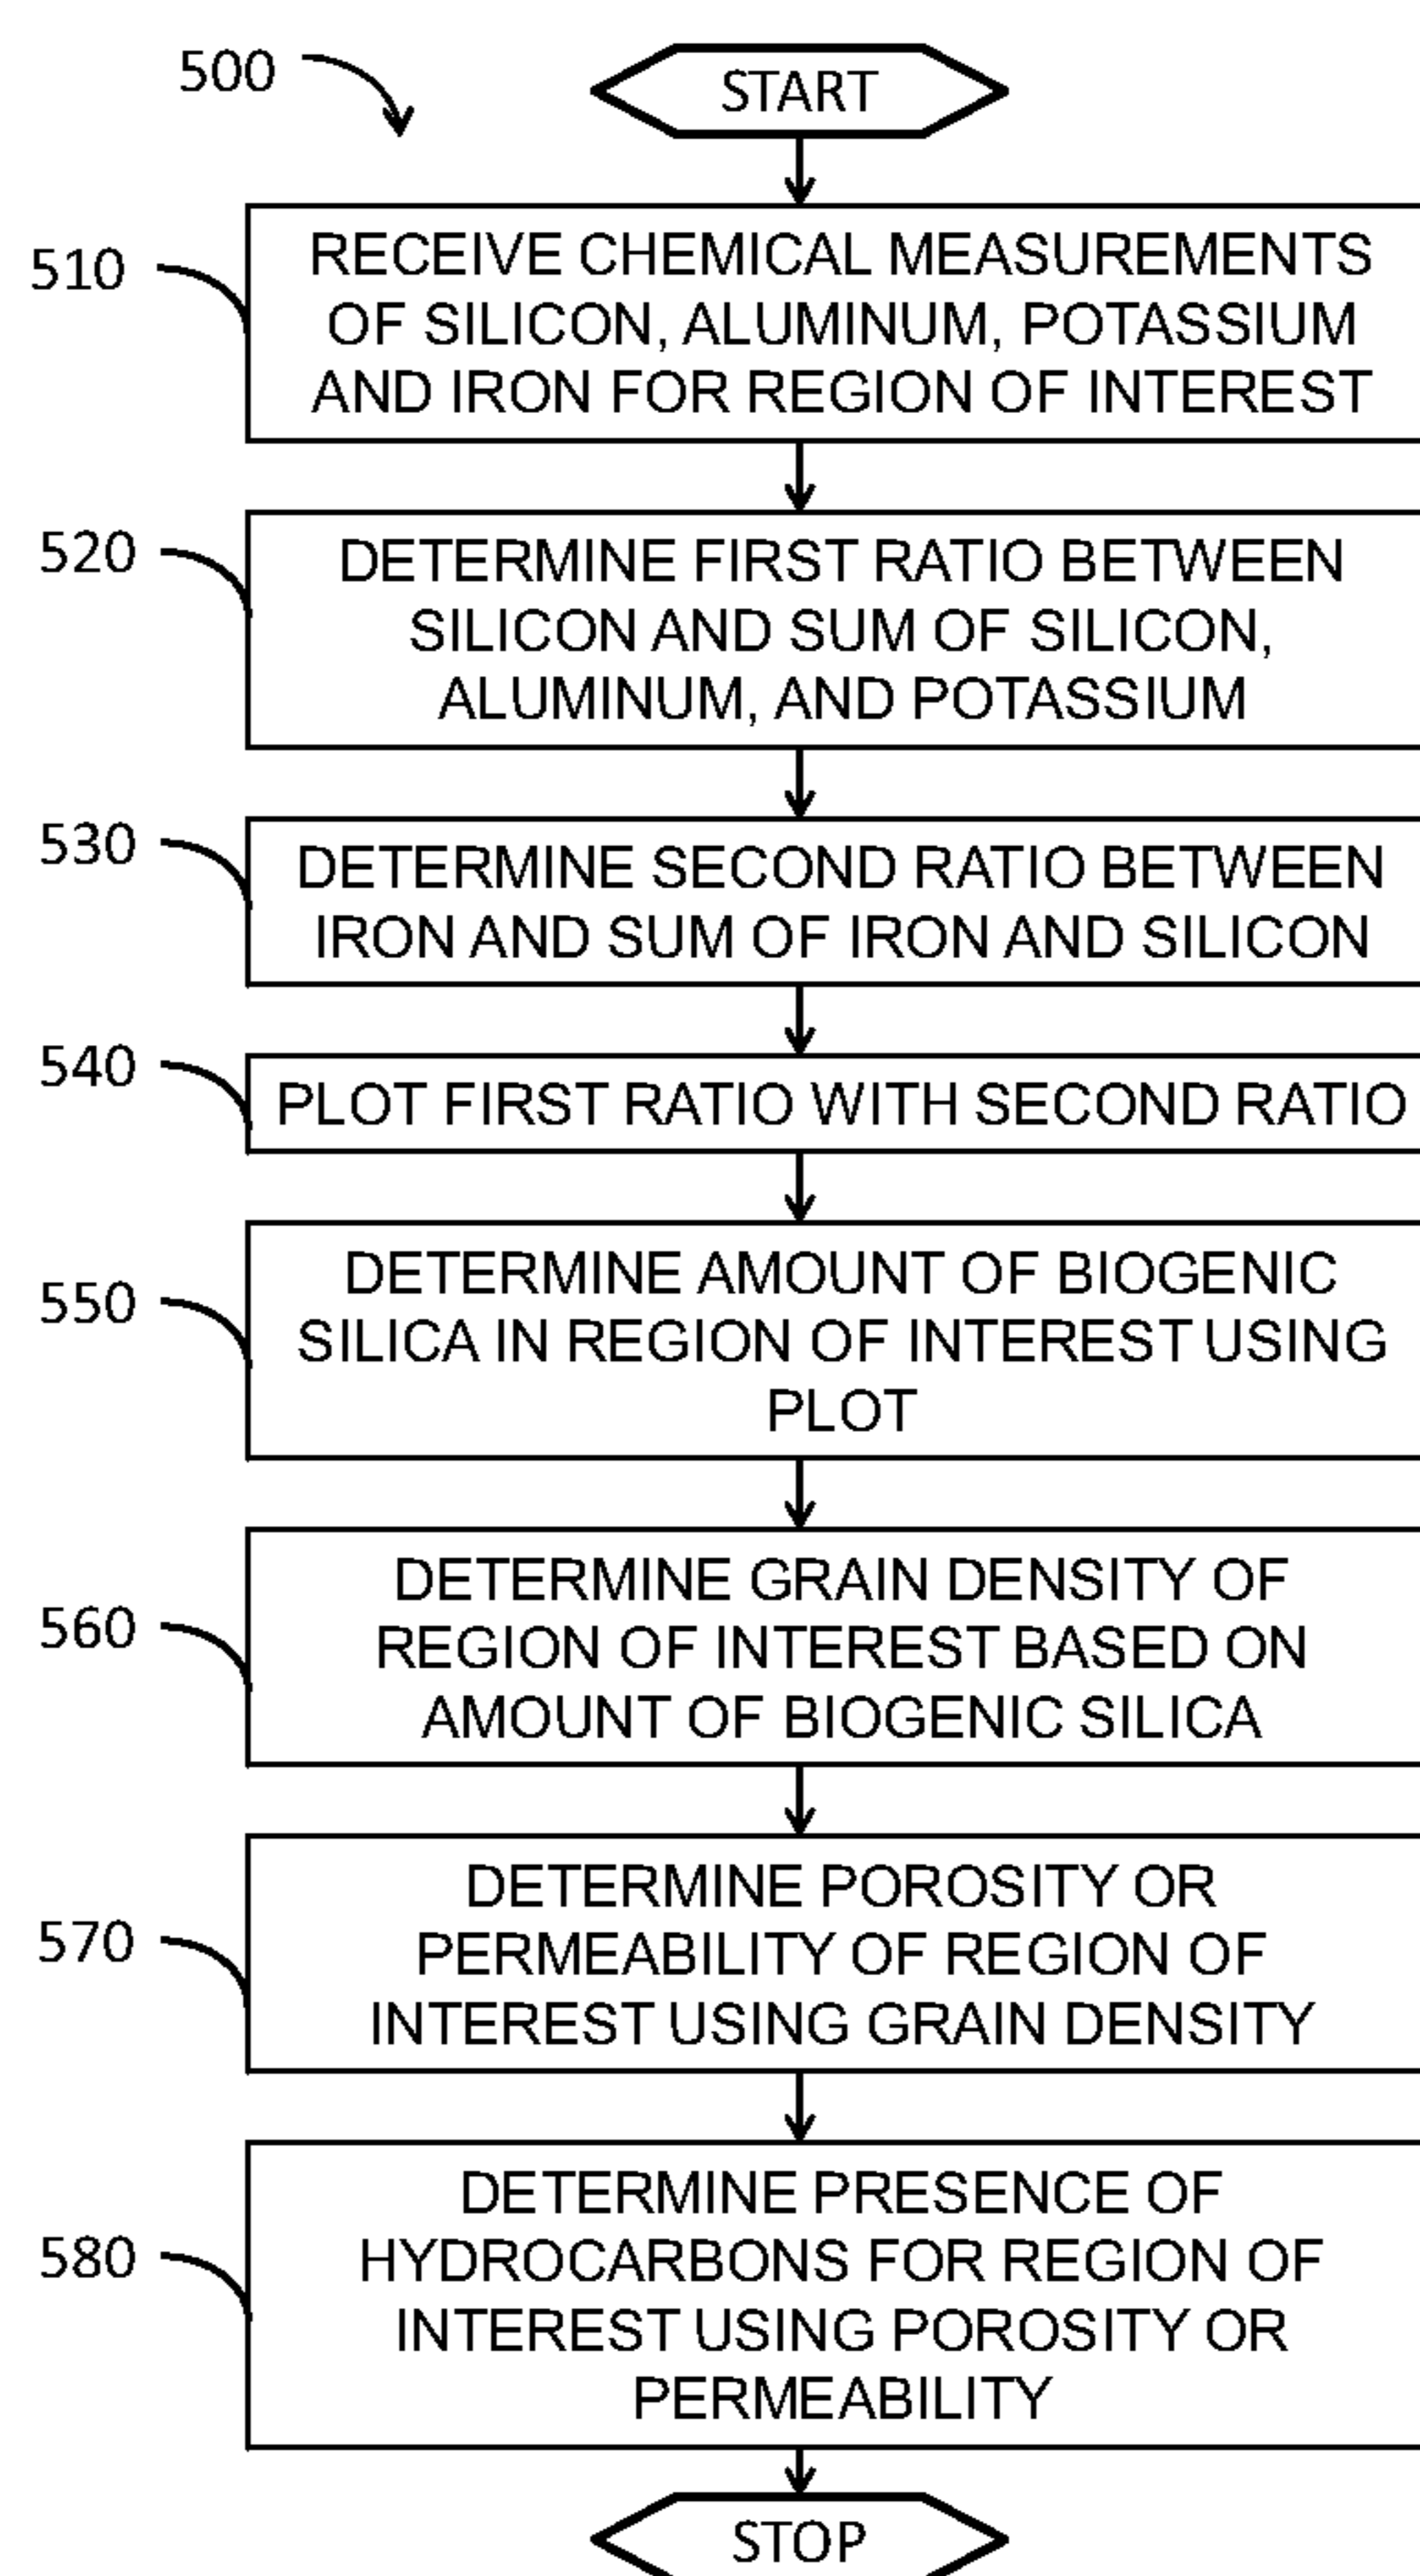 500
START
510
RECEIVE CHEMICAL MEASUREMENTS
OF SILICON, ALUMINUM, POTASSIUM
AND IRON FOR REGION OF INTEREST
520
DETERMINE FIRST RATIO BETWEEN
SILICON AND SUM OF SILICON,
ALUMINUM, AND POTASSIUM
530
DETERMINE SECOND RATIO BETWEEN
IRON AND SUM OF IRON AND SILICON
540
PLOT FIRST RATIO WITH SECOND RATIO
550
DETERMINE AMOUNT OF BIOGENIC
SILICA IN REGION OF INTEREST USING
PLOT
560
DETERMINE GRAIN DENSITY OF
REGION OF INTEREST BASED ON
AMOUNT OF BIOGENIC SILICA
570
DETERMINE POROSITY OR
PERMEABILITY OF REGION OF
INTEREST USING GRAIN DENSITY
580
DETERMINE PRESENCE OF
HYDROCARBONS FOR REGION OF
INTEREST USING POROSITY OR
PERMEABILITY
STOP